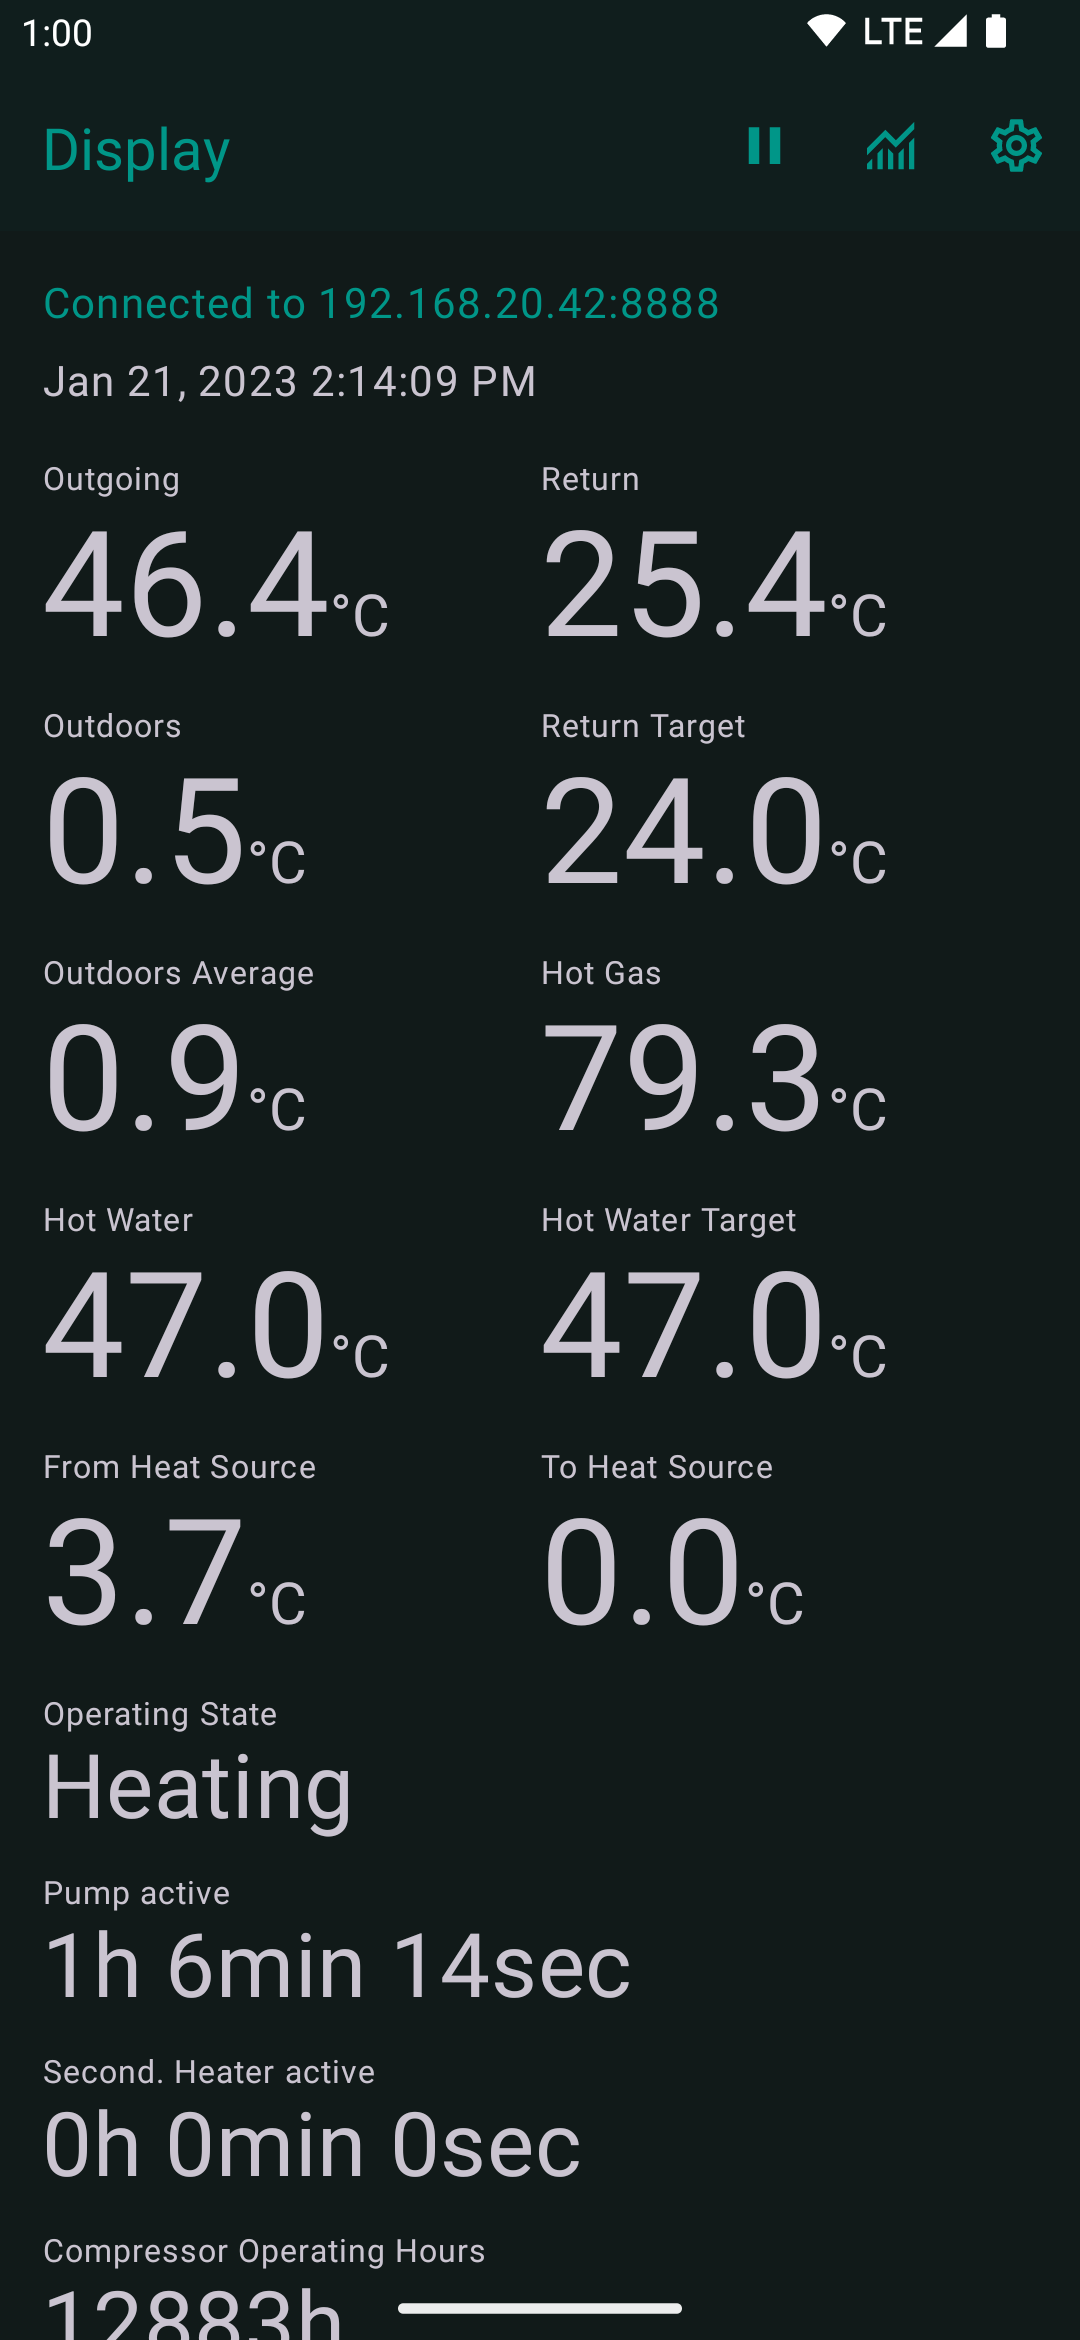 1:00 LTE
Display
Connected to 192.168.20.42:8888
Jan 21, 2023 2:14:09 PM
Outgoing Return
46.4°C 25.4°C
Outdoors Return Target
0.5°C 24.0°C
Outdoors Average Hot Gas
0.9°C 79.3°C
Hot Water Hot Water Target
47.0°C 47.0°C
From Heat Source To Heat Source
3.7°C 0.0°C
Operating State
Heating
Pump active
1h 6min 14sec
Second. Heater active
0h 0min 0sec
Compressor Operating Hours
12883h